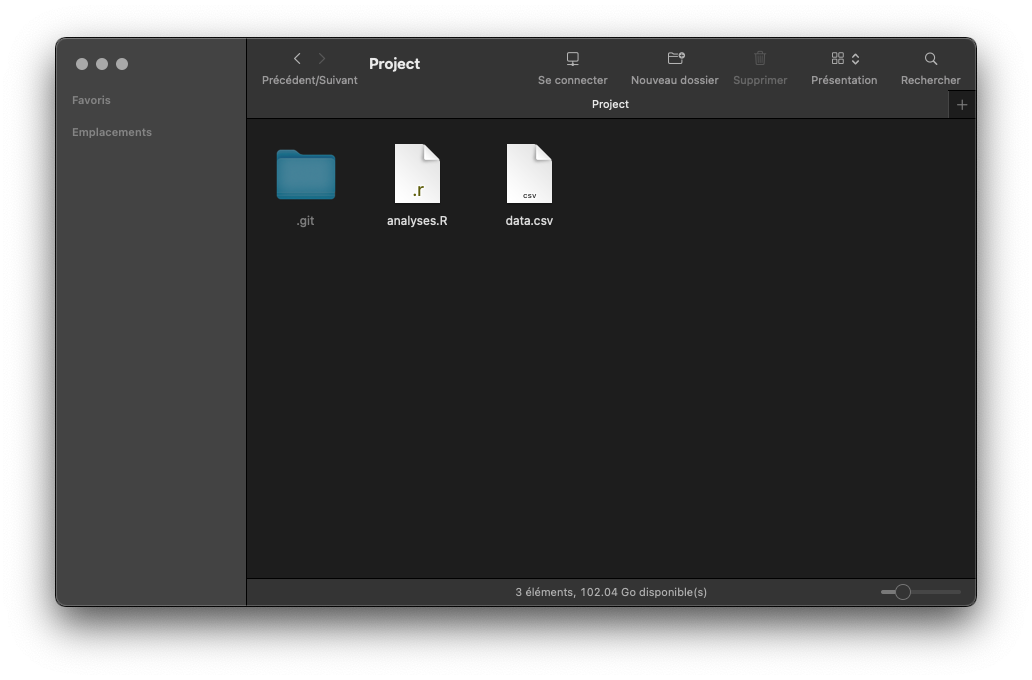 Project
Précédent/Suivant
Se connecter
Nouveau dossier
Supprimer
Présentation
Rechercher
Favoris
Emplacements
Project
.r
csv
.git
analyses.R
data.csv
3 éléments, 102.04 Go disponible(s)